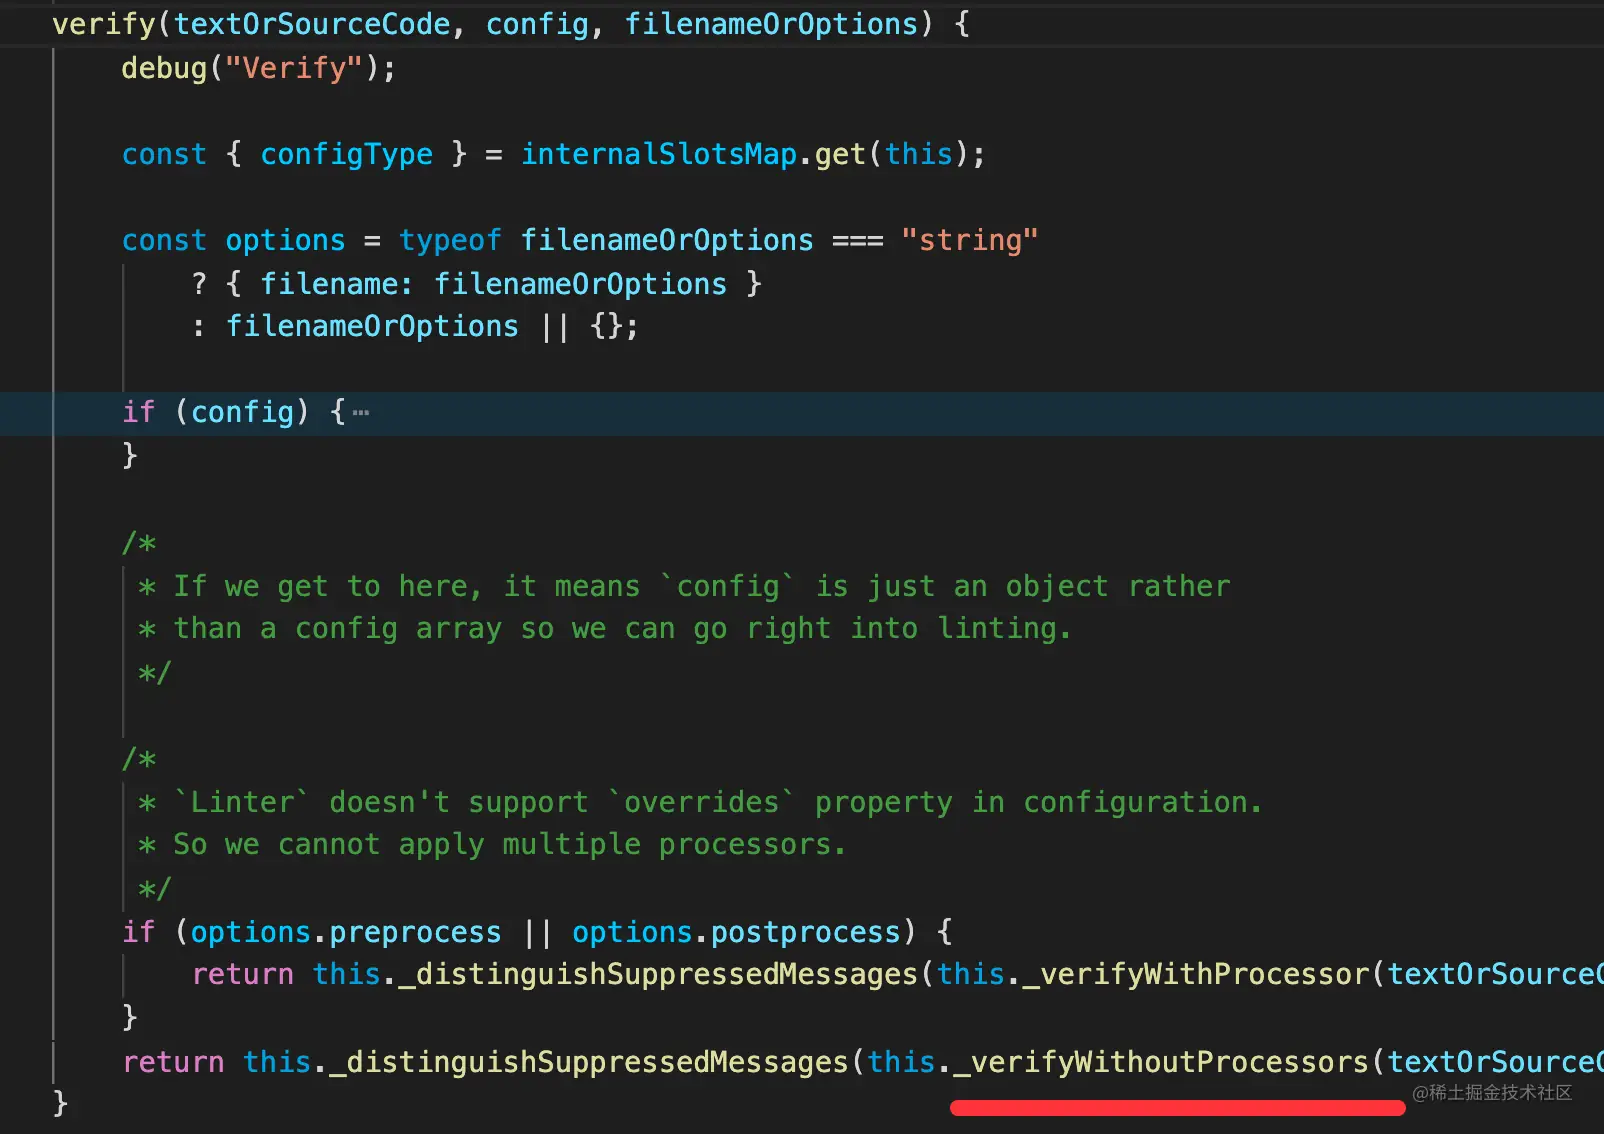 verify(textOrSourceCode, config, filenameOrOptions) {
debug("Verify");
const { configType } = internalSlotsMap.get(this);
const options = typeof filenameOrOptions === "string"
? { filename: filenameOrOptions }
: filenameOrOptions || {};
if (config) {⋯
}
/*
* If we get to here, it means `config` is just an object rather
* than a config array so we can go right into linting.
*/
/*
* `Linter` doesn't support `overrides` property in configuration.
* So we cannot apply multiple processors.
*/
if (options.preprocess || options.postprocess) {
return this._distinguishSuppressedMessages(this._verifyWithProcessor(textOrSource
}
return this._distinguishSuppressedMessages(this._verifyWithoutProcessors(textOrSource
}
@稀土掘金技术社区